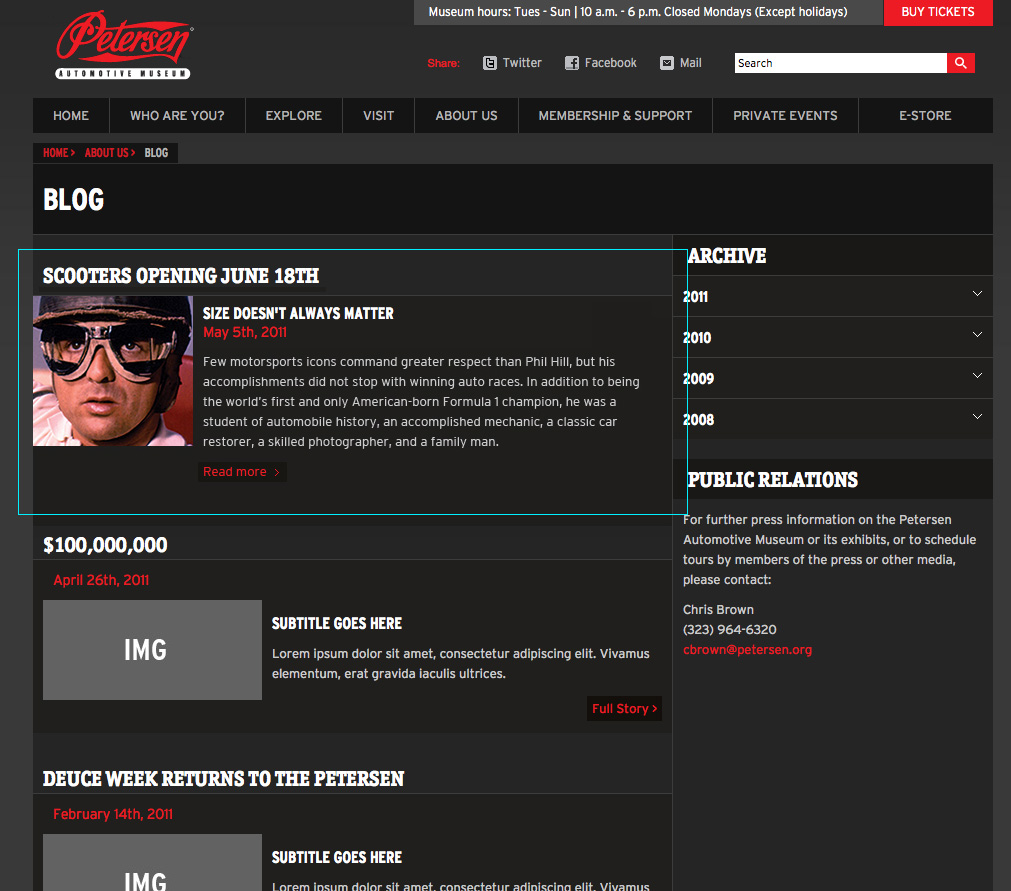 Museum hours: Tues - Sun | 10 a.m. - 6 p.m. Closed Mondays (Except holidays)
BUY TICKETS
Petersen
AUTOMOTIVE MUSEUM
Share:
Twitter
Facebook
Mail
Search
HOME
WHO ARE YOU?
EXPLORE
VISIT
ABOUT US
MEMBERSHIP & SUPPORT
PRIVATE EVENTS
E-STORE
HOME > ABOUT US > BLOG
BLOG
SCOOTERS OPENING JUNE 18TH
SIZE DOESN'T ALWAYS MATTER
May 5th, 2011
Few motorsports icons command greater respect than Phil Hill, but his
accomplishments did not stop with winning auto races. In addition to being
the world's first and only American-born Formula 1 champion, he was a
student of automobile history, an accomplished mechanic, a classic car
restorer, a skilled photographer, and a family man.
Read more >
$100,000,000
April 26th, 2011
IMG
SUBTITLE GOES HERE
Lorem ipsum dolor sit amet, consectetur adipiscing elit. Vivamus
elementum, erat gravida iaculis ultrices.
Full Story >
DEUCE WEEK RETURNS TO THE PETERSEN
February 14th, 2011
IMG
SUBTITLE GOES HERE
Lorem ipsum dolor sit amet, consectetur adipiscing elit. Vivamus
ARCHIVE
2011
2010
2009
2008
PUBLIC RELATIONS
For further press information on the Petersen
Automotive Museum or its exhibits, or to schedule
tours by members of the press or other media,
please contact:
Chris Brown
(323) 964-6320
cbrown@petersen.org